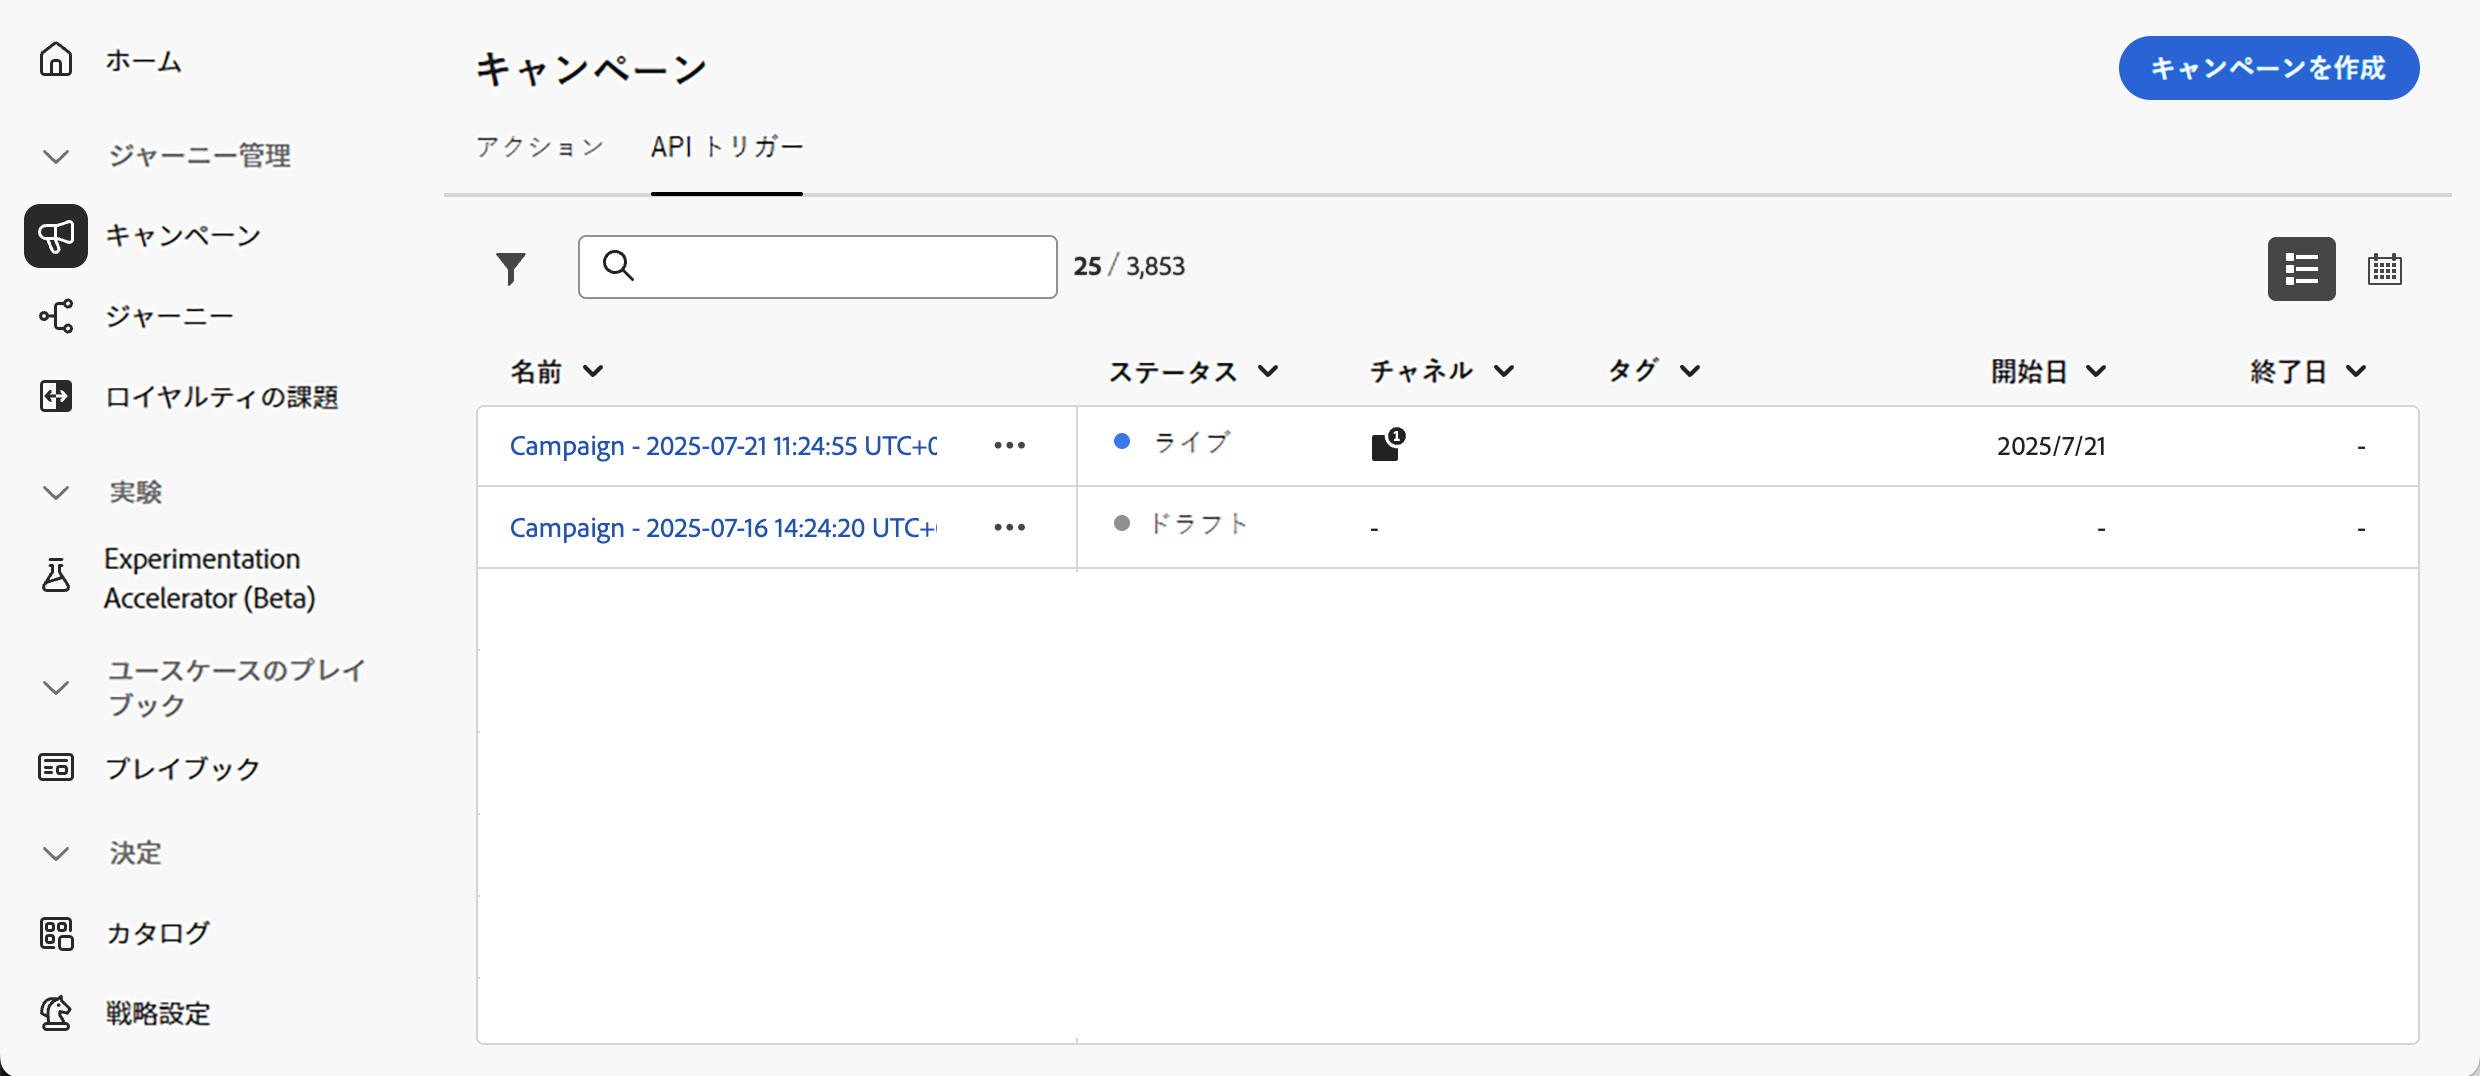 ホーム
ジャーニー管理
キャンペーン
ジャーニー
ロイヤルティの課題
実験
Experimentation
Accelerator (Beta)
ユースケースのプレイ
ブック
プレイブック
決定
カタログ
戦略設定
キャンペーン
キャンペーンを作成
アクション API トリガー
25 / 3,853
名前 ステータス チャネル タグ 開始日 終了日
Campaign - 2025-07-21 11:24:55 UTC+0 ライブ 1 2025/7/21 -
Campaign - 2025-07-16 14:24:20 UTC+ ドラフト - - -